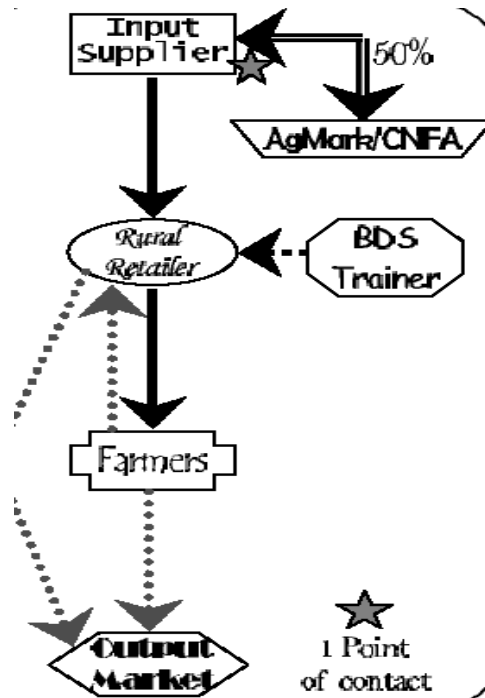 Input
Supplier
50%
AgMark/CNFA
Rural
Retailer
BDS
Trainer
Farmers
Output
Market
1 Point
of contact